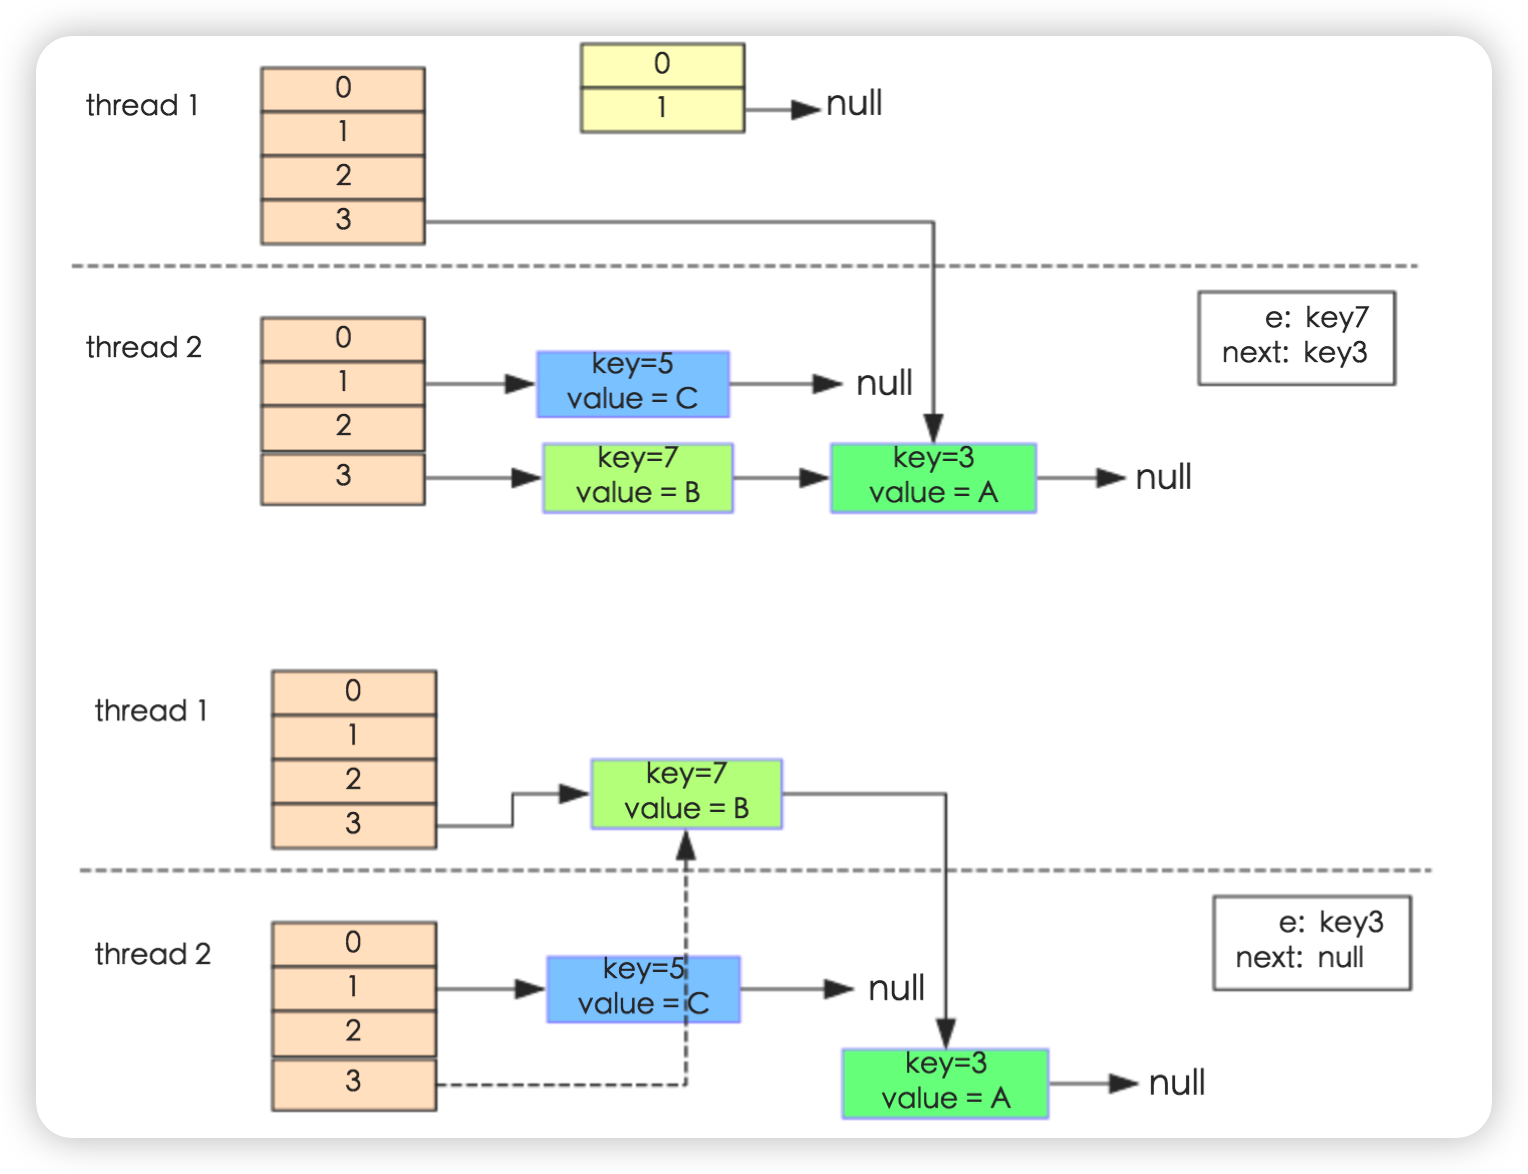 thread 1
0
1
2
3
0
1
null
thread 2
0
1
2
3
key=5
value = C
null
key=7
value = B
key=3
value = A
null
e: key7
next: key3
thread 1
0
1
2
3
key=7
value = B
thread 2
0
1
2
3
key=5
value = C
null
key=3
value = A
null
e: key3
next: null